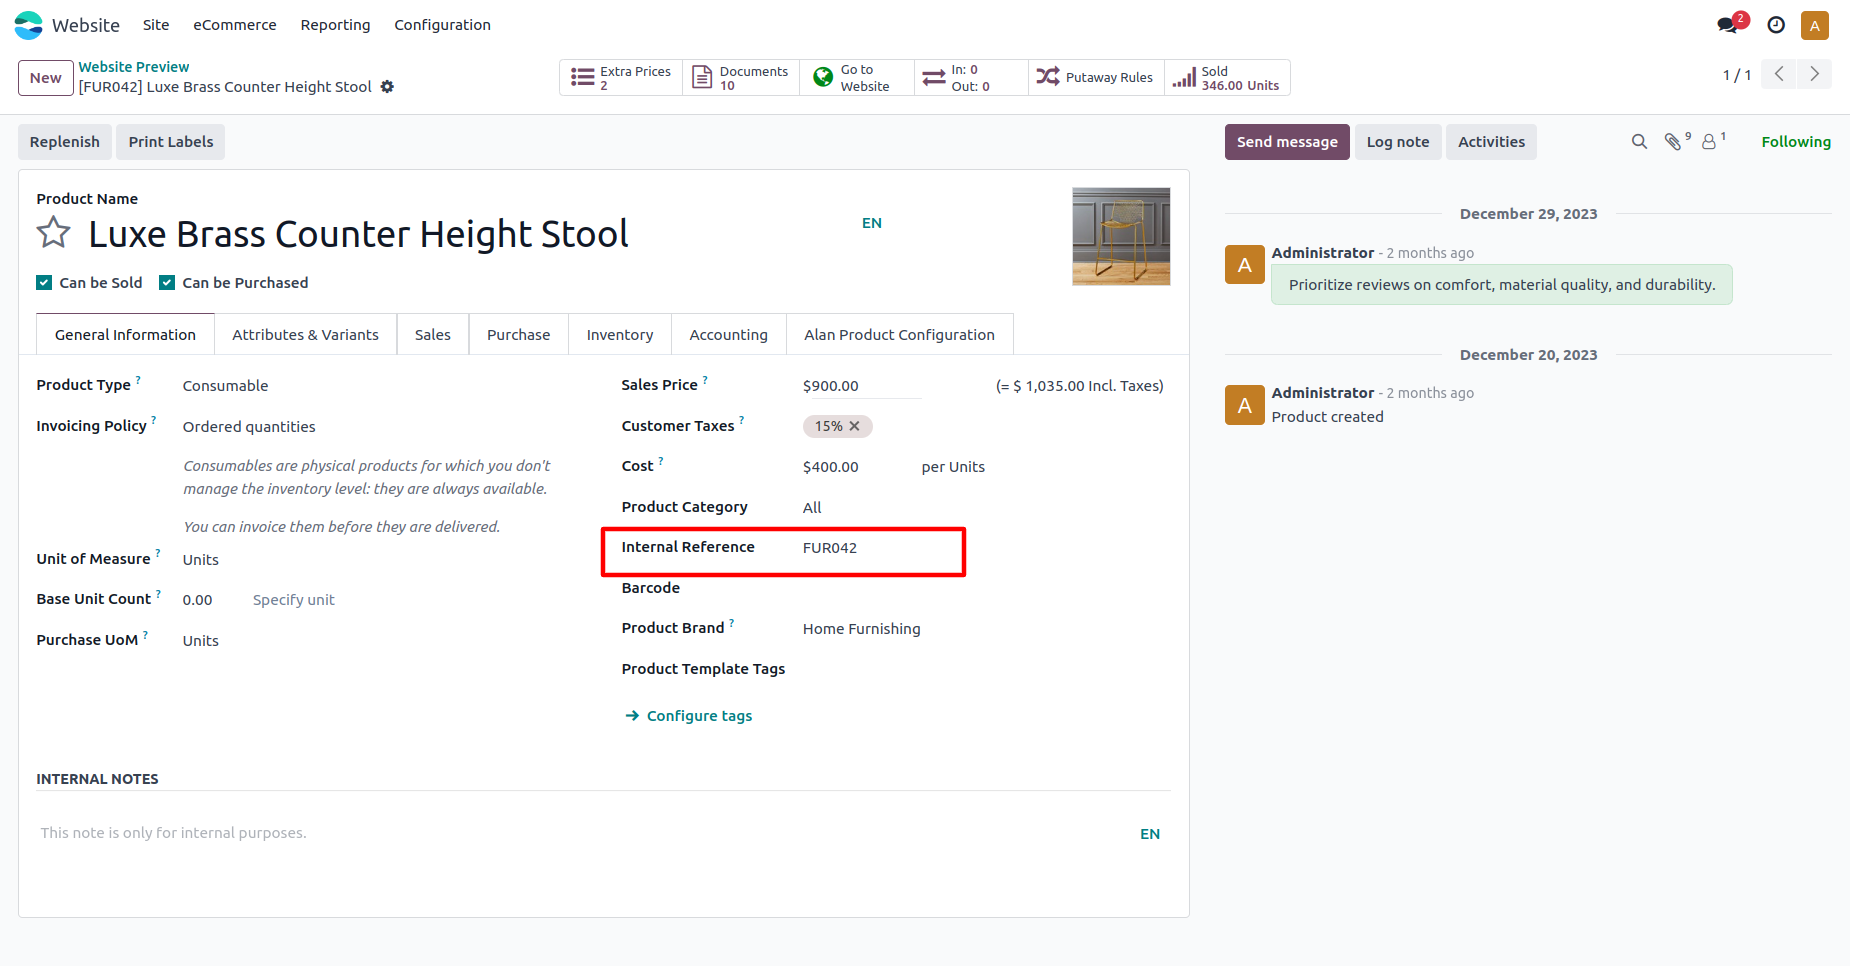 Website Site eCommerce Reporting Configuration 2 A
New Website Preview
[FUR042] Luxe Brass Counter Height Stool
Extra Prices
2
Documents
10
Go to
Website
In: 0
Out: 0
Putaway Rules
Sold
346.00 Units
1 / 1
Replenish Print Labels
Send message Log note Activities 9 1 Following
Product Name
Luxe Brass Counter Height Stool EN
Can be Sold Can be Purchased
General Information Attributes & Variants Sales Purchase Inventory Accounting Alan Product Configuration
Product Type ? Consumable
Invoicing Policy ? Ordered quantities
Consumables are physical products for which you don't
manage the inventory level: they are always available.
You can invoice them before they are delivered.
Unit of Measure ? Units
Base Unit Count ? 0.00 Specify unit
Purchase UoM ? Units
Sales Price ? $900.00 (= $ 1,035.00 Incl. Taxes)
Customer Taxes ? 15% ✕
Cost ? $400.00 per Units
Product Category All
Internal Reference FUR042
Barcode
Product Brand ? Home Furnishing
Product Template Tags
→ Configure tags
INTERNAL NOTES
This note is only for internal purposes. EN
December 29, 2023
A Administrator - 2 months ago
Prioritize reviews on comfort, material quality, and durability.
December 20, 2023
A Administrator - 2 months ago
Product created